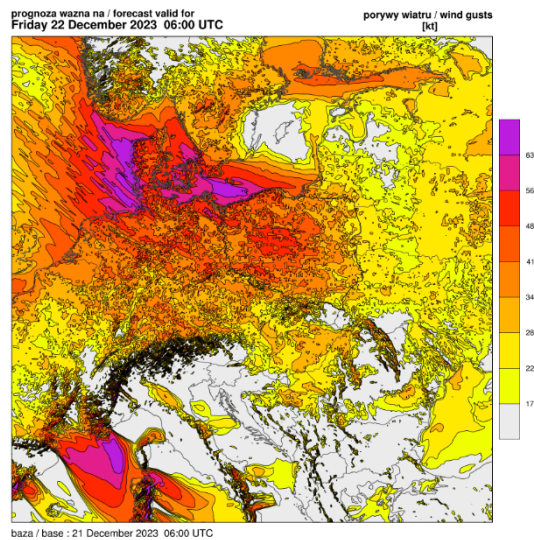 prognoza wazna na / forecast valid for
Friday 22 December 2023 06:00 UTC
porywy wiatru / wind gusts
[kt]
63
56
48
41
34
28
22
17
baza / base : 21 December 2023 06:00 UTC